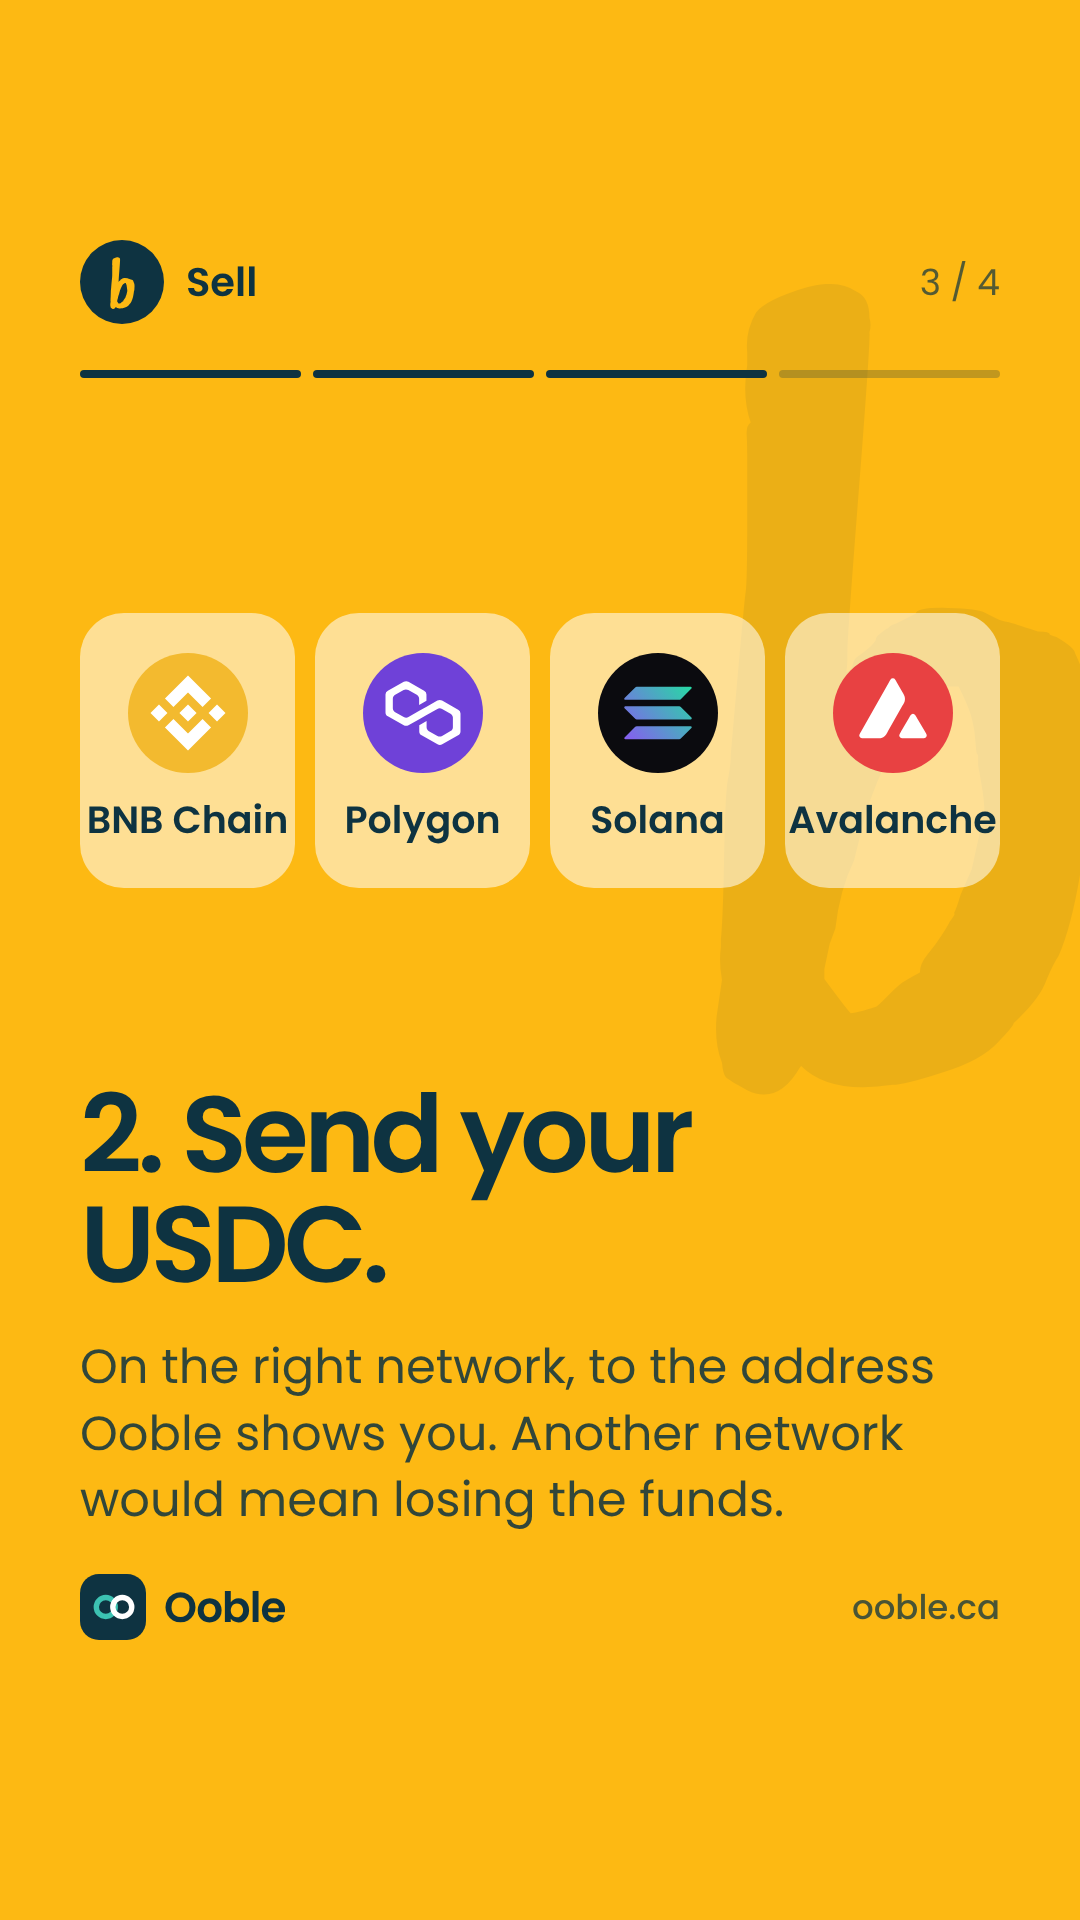 b Sell
3 / 4
BNB Chain
Polygon
Solana
Avalanche
2. Send your
USDC.
On the right network, to the address
Ooble shows you. Another network
would mean losing the funds.
Ooble
ooble.ca